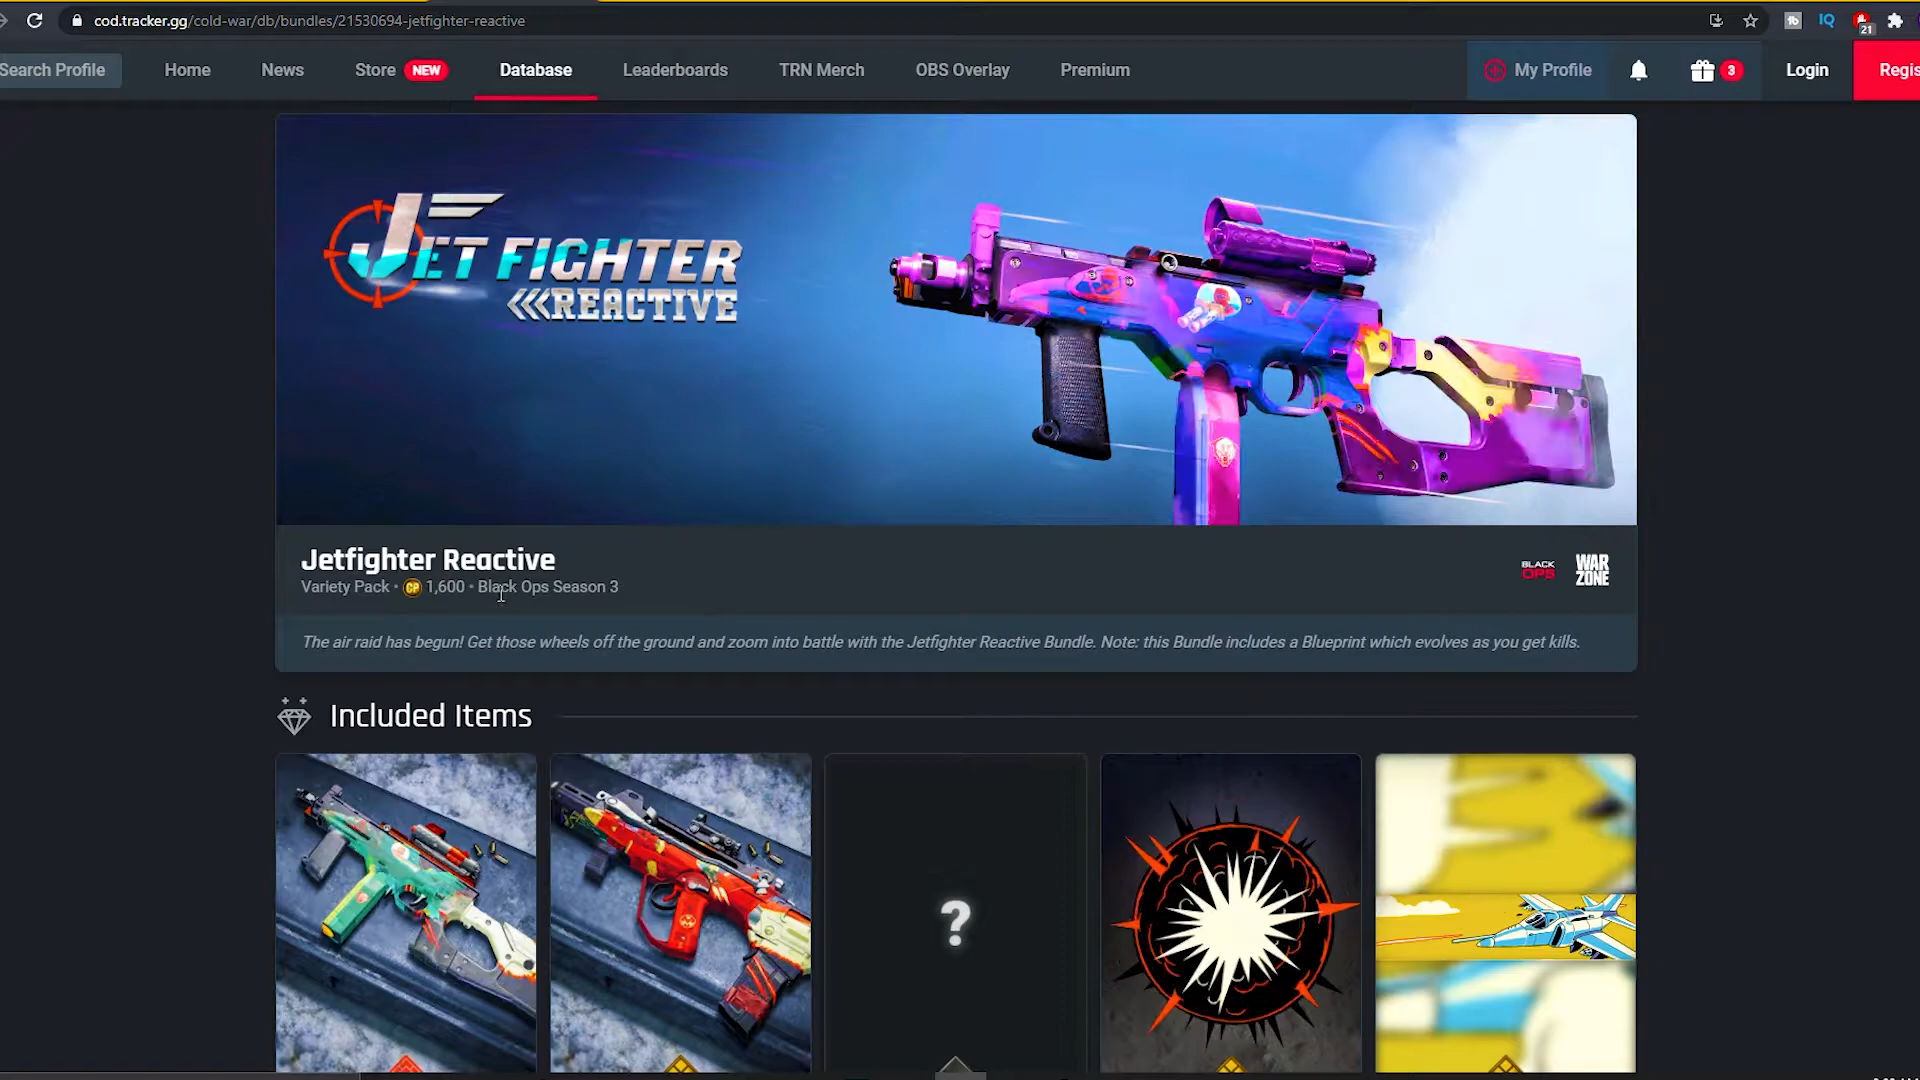 cod.tracker.gg/cold-war/db/bundles/21530694-jetfighter-reactive
IQ
21
Search Profile
Home
News
Store NEW
Database
Leaderboards
TRN Merch
OBS Overlay
Premium
My Profile
3
Login
Regis
JET FIGHTER
REACTIVE
Jetfighter Reactive
Variety Pack • CP 1,600 • Black Ops Season 3
BLACK OPS
WAR ZONE
The air raid has begun! Get those wheels off the ground and zoom into battle with the Jetfighter Reactive Bundle. Note: this Bundle includes a Blueprint which evolves as you get kills.
Included Items
?